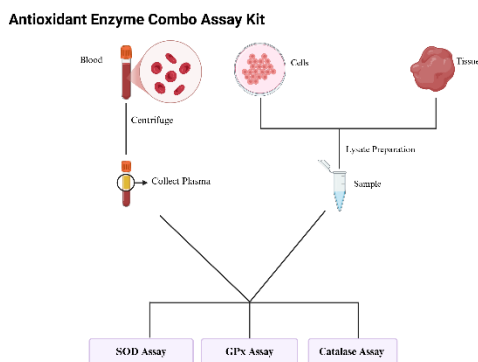 Antioxidant Enzyme Combo Assay Kit
Blood
Cells
Tissue
Centrifuge
Lysate Preparation
Collect Plasma
Sample
SOD Assay
GPx Assay
Catalase Assay